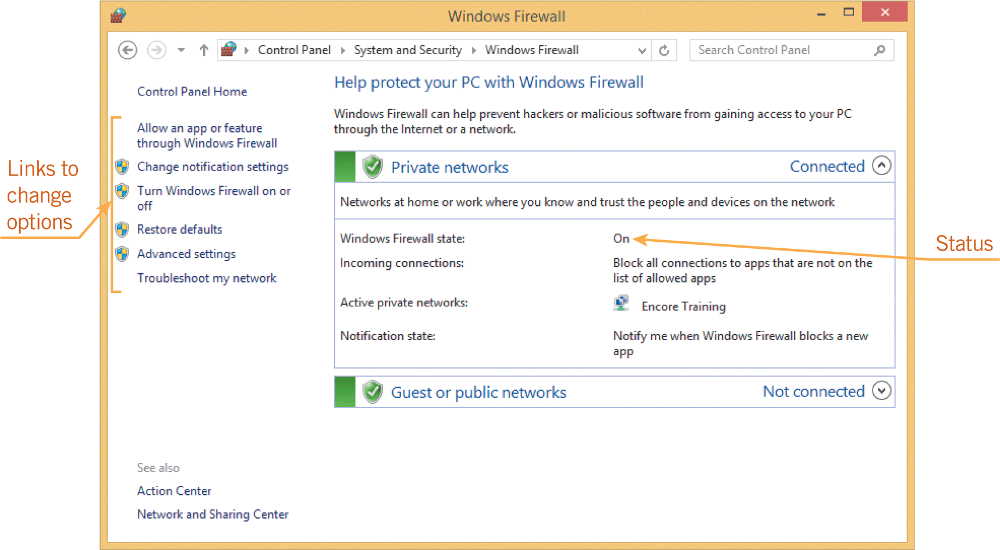 Windows Firewall
Control Panel
System and Security
Windows Firewall
Search Control Panel
Control Panel Home
Allow an app or feature
through Windows Firewall
Change notification settings
Turn Windows Firewall on or
off
Restore defaults
Advanced settings
Troubleshoot my network
Links to
change
options
Help protect your PC with Windows Firewall
Windows Firewall can help prevent hackers or malicious software from gaining access to your PC
through the Internet or a network.
Private networks
Connected
Networks at home or work where you know and trust the people and devices on the network
Windows Firewall state:
On
Status
Incoming connections:
Block all connections to apps that are not on the
list of allowed apps
Active private networks:
Encore Training
Notification state:
Notify me when Windows Firewall blocks a new
app
Guest or public networks
Not connected
See also
Action Center
Network and Sharing Center